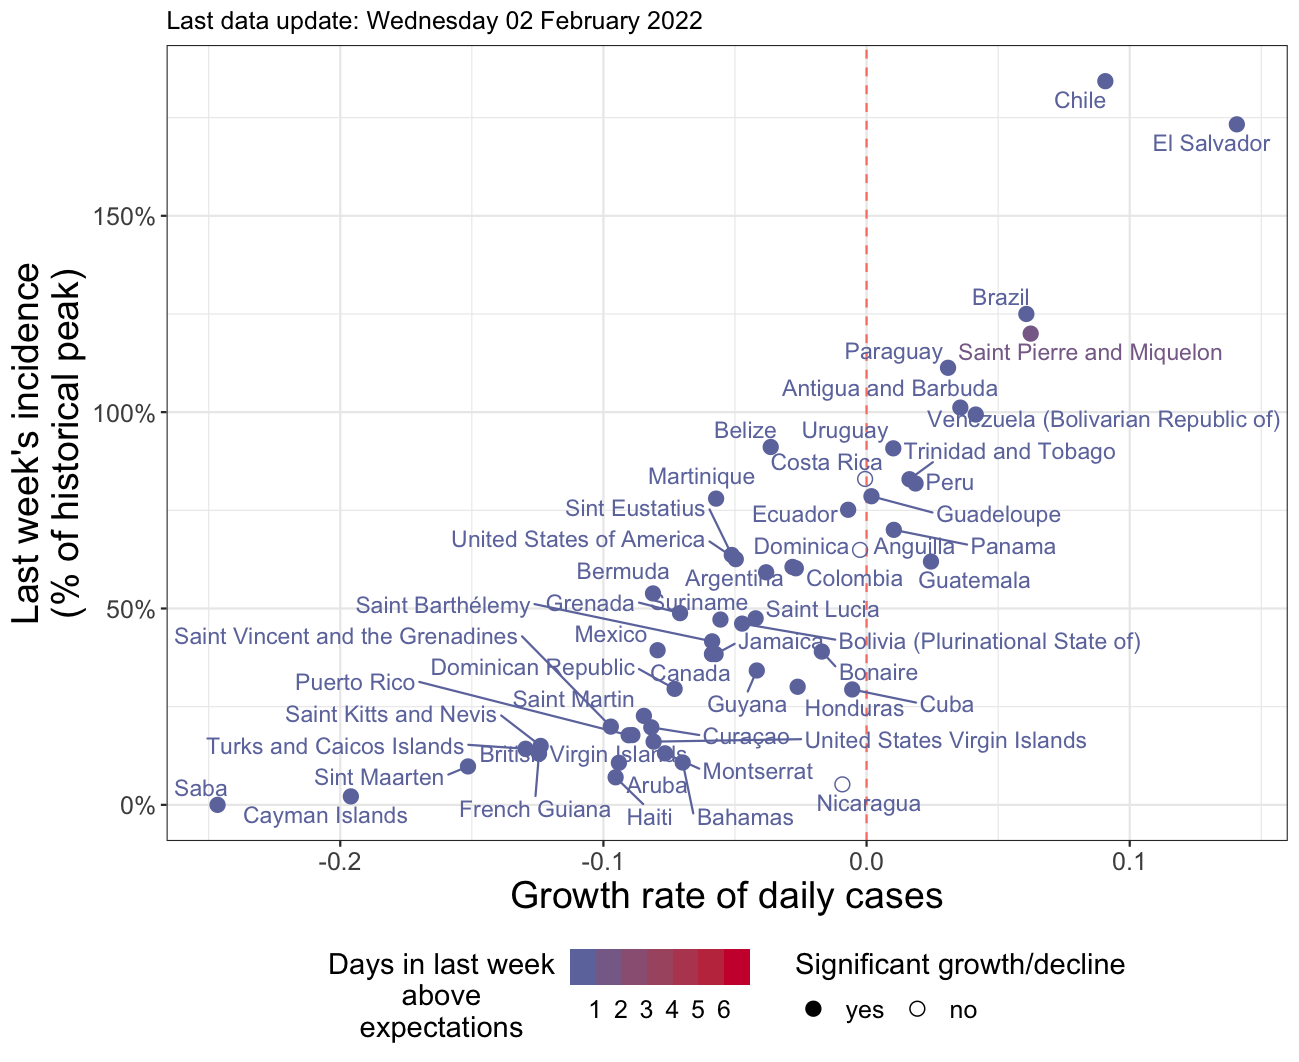 Last data update: Wednesday 02 February 2022
Last week's incidence
(% of historical peak)
150%
100%
50%
0%
Chile
El Salvador
Brazil
Paraguay
Saint Pierre and Miquelon
Antigua and Barbuda
Venezuela (Bolivarian Republic of)
Belize
Uruguay
Trinidad and Tobago
Costa Rica
Martinique
Peru
Sint Eustatius
Ecuador
Guadeloupe
United States of America
Dominica
Anguilla
Panama
Bermuda
Argentina
Colombia
Guatemala
Saint Barthélemy
Grenada
Suriname
Saint Lucia
Saint Vincent and the Grenadines
Mexico
Jamaica
Bolivia (Plurinational State of)
Dominican Republic
Canada
Bonaire
Puerto Rico
Saint Martin
Guyana
Honduras
Cuba
Saint Kitts and Nevis
Curaçao
Turks and Caicos Islands
British Virgin Islands
United States Virgin Islands
Sint Maarten
Aruba
Montserrat
Saba
Cayman Islands
French Guiana
Haiti
Bahamas
Nicaragua
-0.2
-0.1
0.0
0.1
Growth rate of daily cases
Days in last week
above
expectations
1 2 3 4 5 6
Significant growth/decline
yes
no